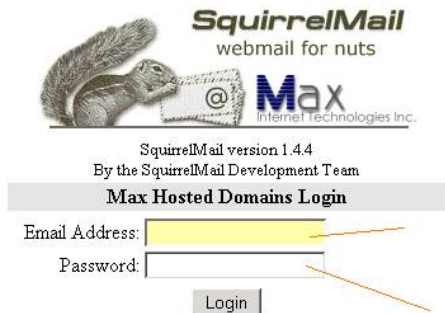 SquirrelMail
webmail for nuts
@
Max
Internet Technologies Inc.
SquirrelMail version 1.4.4
By the SquirrelMail Development Team
Max Hosted Domains Login
Email Address:
Password:
Login